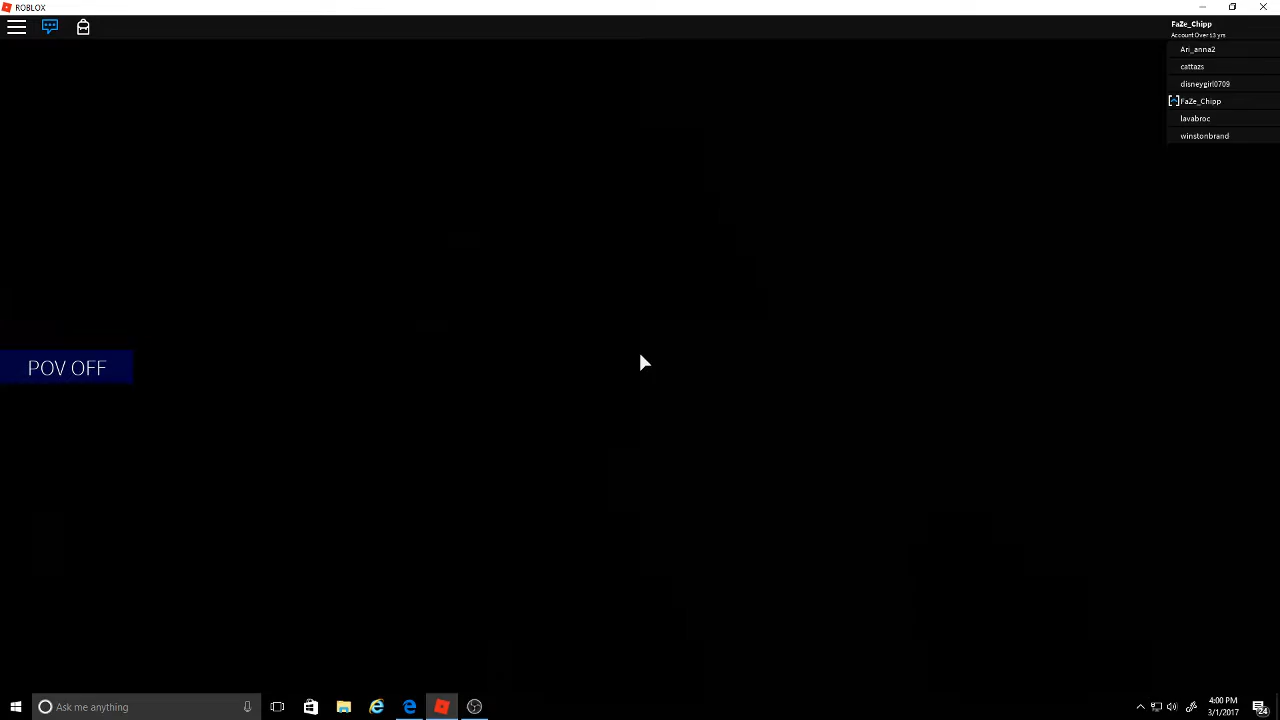 ROBLOX
FaZe_Chipp
Account Over 13 yrs
Ari_anna2
cattazs
disneygirl0709
FaZe_Chipp
lavabroc
winstonbrand
POV OFF
Ask me anything
4:00 PM
3/1/2017
24